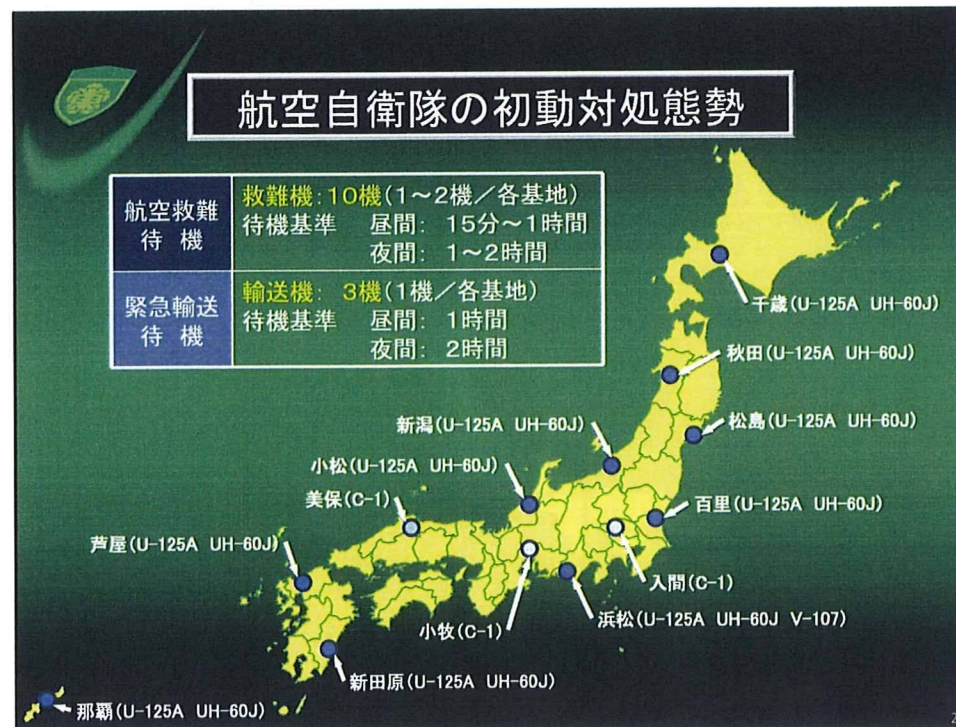 航空自衛隊の初動対処態勢
航空救難
待 機
救難機:10機(1～2機／各基地)
待機基準 昼間: 15分～1時間
夜間: 1～2時間
緊急輸送
待 機
輸送機: 3機(1機／各基地)
待機基準 昼間: 1時間
夜間: 2時間
千歳(U-125A UH-60J)
秋田(U-125A UH-60J)
松島(U-125A UH-60J)
新潟(U-125A UH-60J)
小松(U-125A UH-60J)
美保(C-1)
百里(U-125A UH-60J)
芦屋(U-125A UH-60J)
入間(C-1)
浜松(U-125A UH-60J V-107)
小牧(C-1)
新田原(U-125A UH-60J)
那覇(U-125A UH-60J)
2